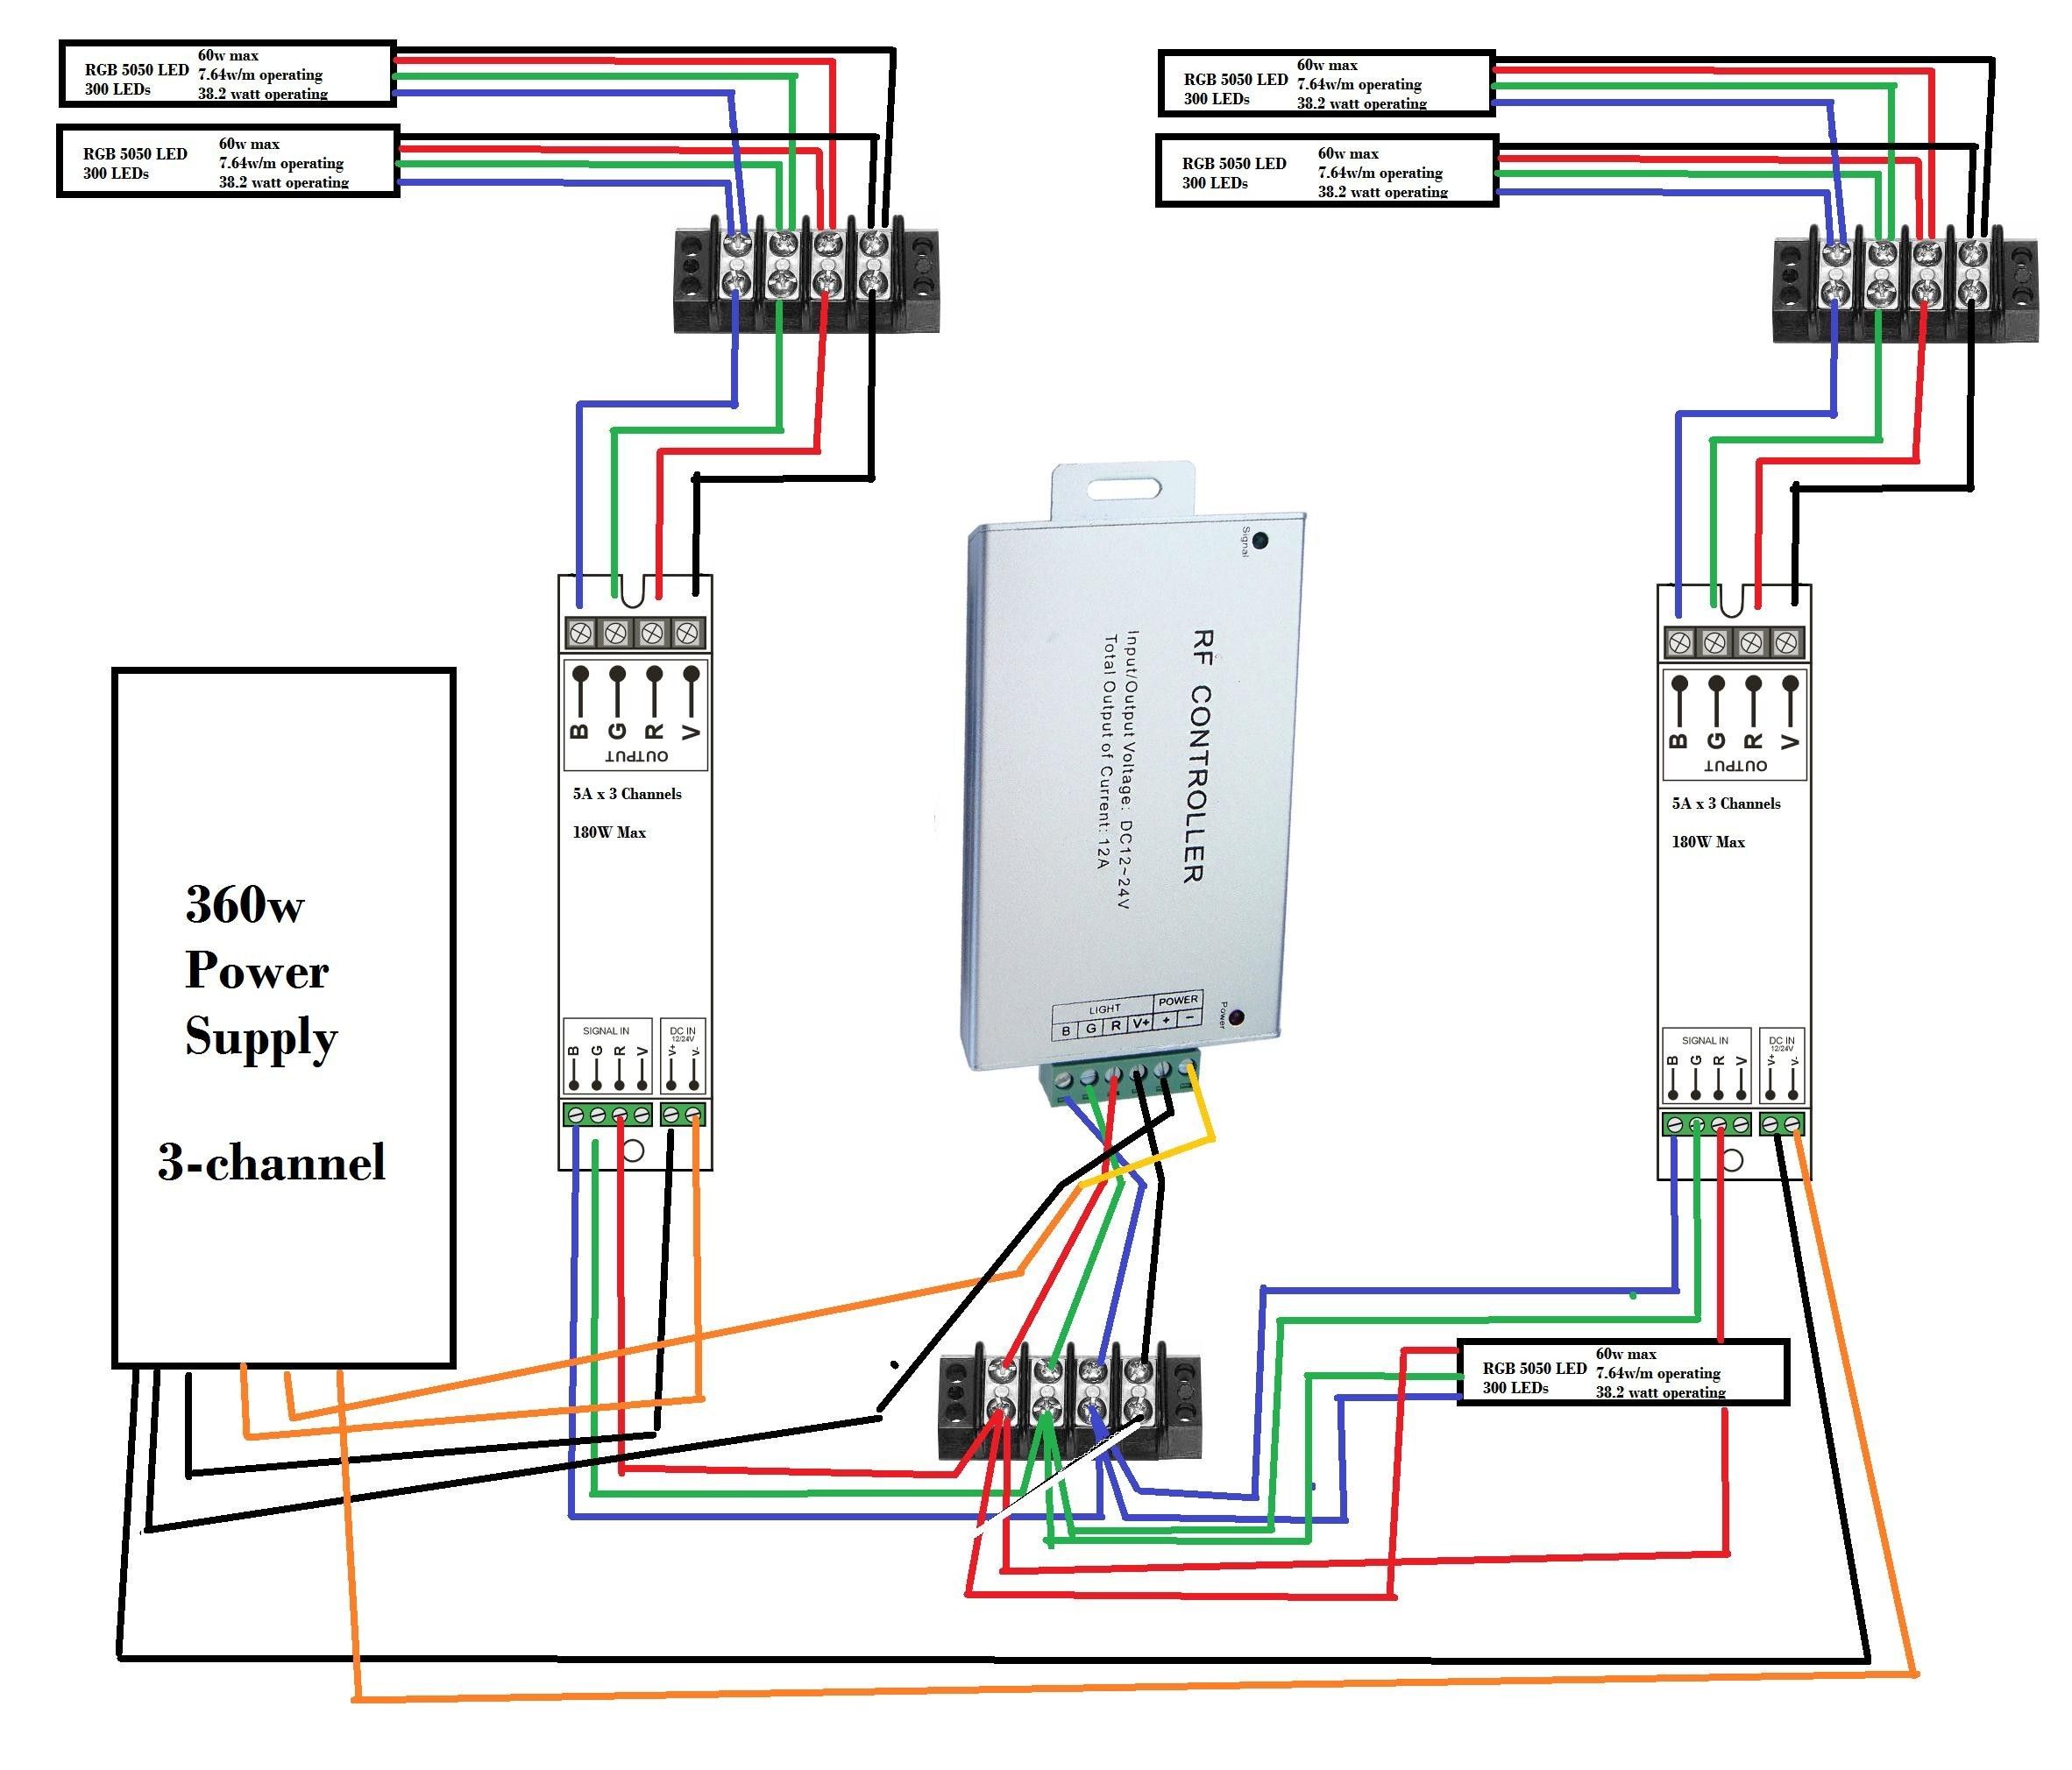 RGB 5050 LED
300 LEDs
60w max
7.64w/m operating
38.2 watt operating
RGB 5050 LED
300 LEDs
60w max
7.64w/m operating
38.2 watt operating
RGB 5050 LED
300 LEDs
60w max
7.64w/m operating
38.2 watt operating
RGB 5050 LED
300 LEDs
60w max
7.64w/m operating
38.2 watt operating
360w
Power
Supply
3-channel
B G R V
OUTPUT
5A x 3 Channels
180W Max
SIGNAL IN
B G R V
DC IN
12/24V
V+ V-
Signal
RF CONTROLLER
Input/Output Voltage: DC12~24V
Total Output of Current: 12A
LIGHT
B G R V+
POWER
+ −
Power
B G R V
OUTPUT
5A x 3 Channels
180W Max
SIGNAL IN
B G R V
DC IN
12/24V
V+ V-
RGB 5050 LED
300 LEDs
60w max
7.64w/m operating
38.2 watt operating